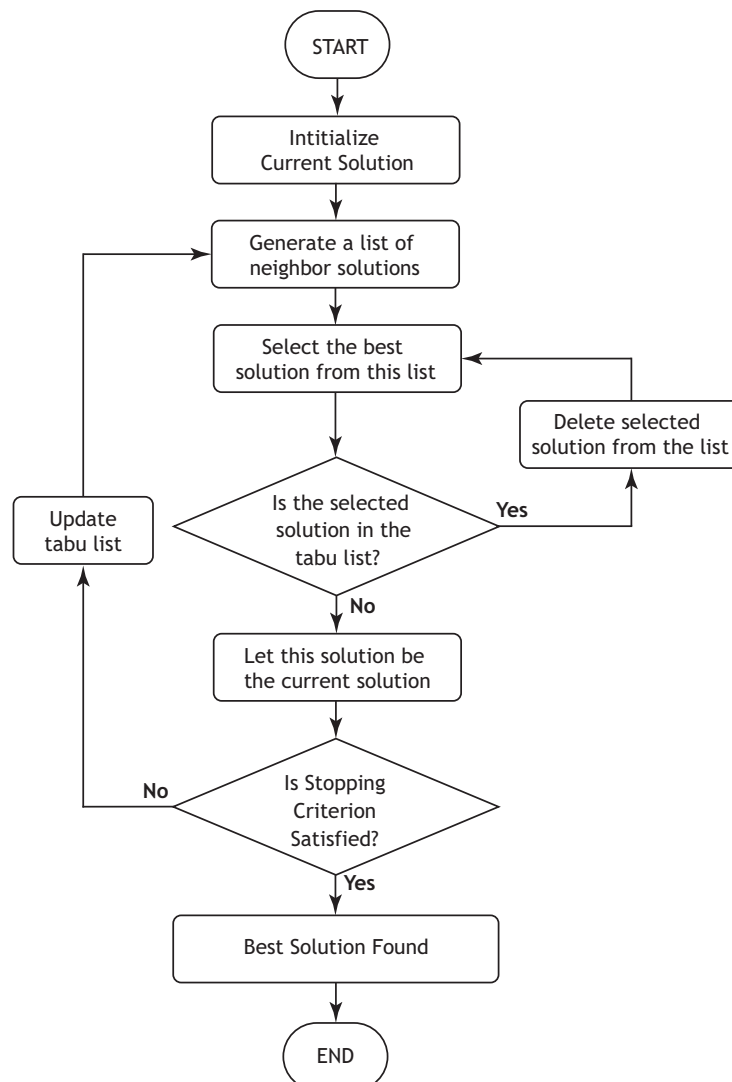 START
Intitialize
Current Solution
Generate a list of
neighbor solutions
Select the best
solution from this list
Delete selected
solution from the list
Is the selected
solution in the
tabu list?
Yes
Update
tabu list
No
Let this solution be
the current solution
Is Stopping
Criterion
Satisfied?
No
Yes
Best Solution Found
END